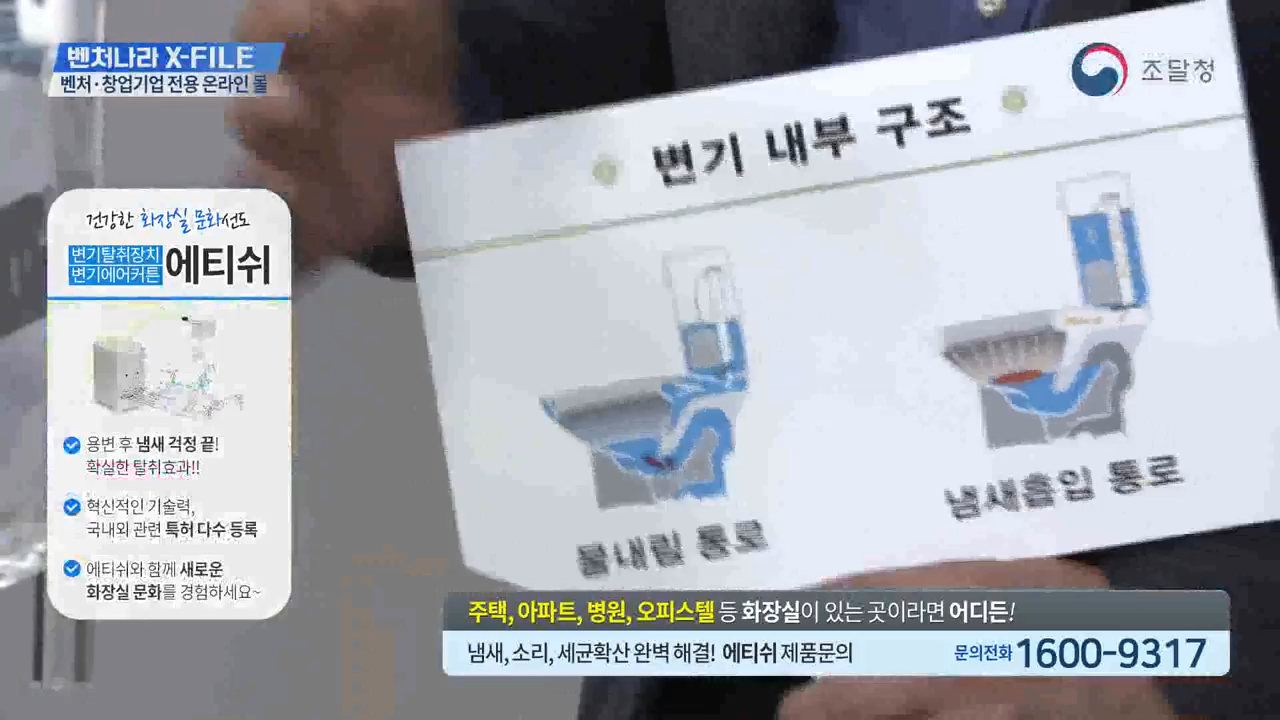 벤처나라 X-FILE
벤처·창업기업 전용 온라인 몰
조달청
변기 내부 구조
물내림 통로
냄새흡입 통로
건강한 화장실 문화선도
변기탈취장치
변기에어커튼
에티쉬
용변 후 냄새 걱정 끝!
확실한 탈취효과!!
혁신적인 기술력,
국내외 관련 특허 다수 등록
에티쉬와 함께 새로운
화장실 문화를 경험하세요~
주택, 아파트, 병원, 오피스텔 등 화장실이 있는 곳이라면 어디든!
냄새, 소리, 세균확산 완벽 해결! 에티쉬 제품문의
문의전화 1600-9317